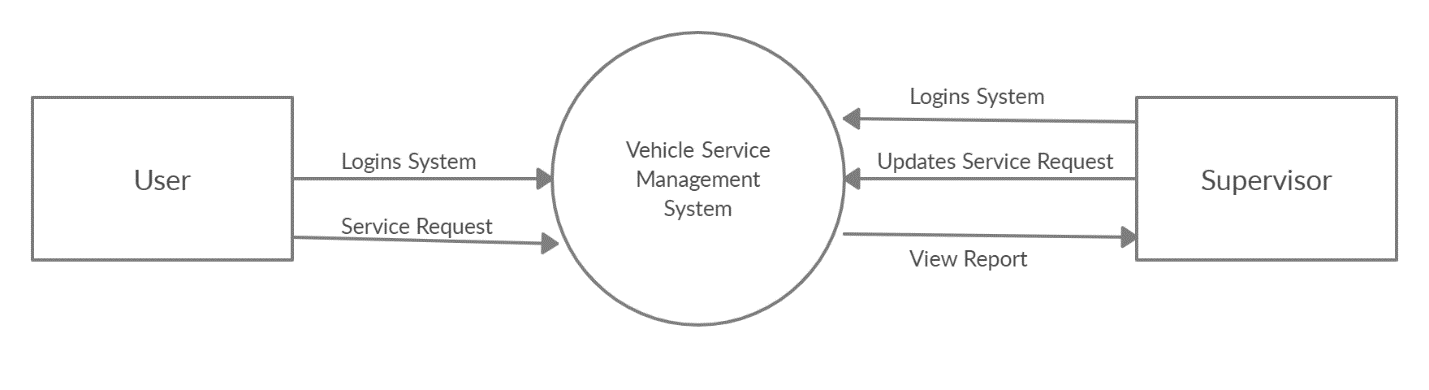 User
Logins System
Service Request
Vehicle Service
Management
System
Logins System
Updates Service Request
View Report
Supervisor